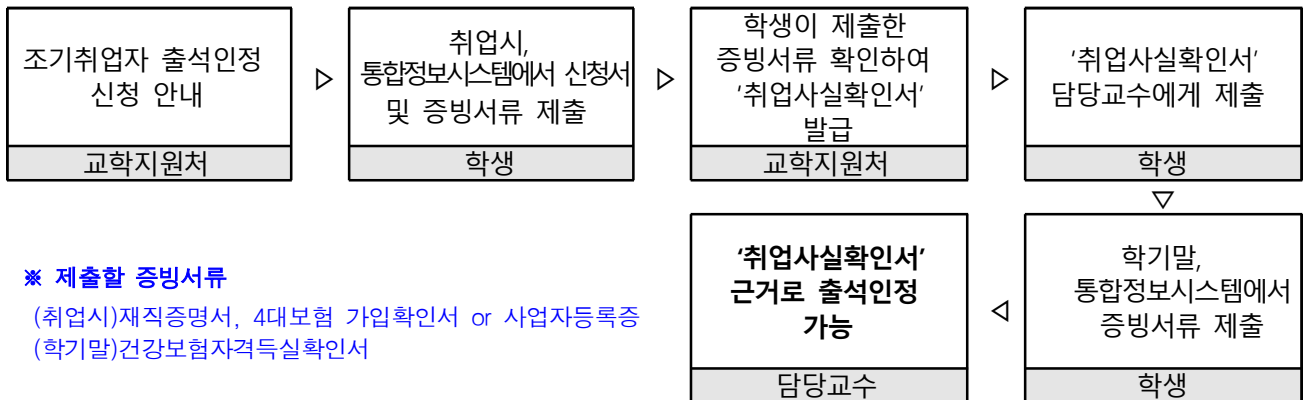 조기취업자 출석인정
신청 안내
교학지원처
▷
취업시,
통합정보시스템에서 신청서
및 증빙서류 제출
학생
▷
학생이 제출한
증빙서류 확인하여
'취업사실확인서'
발급
교학지원처
▷
'취업사실확인서'
담당교수에게 제출
학생
▽
학기말,
통합정보시스템에서
증빙서류 제출
학생
◁
'취업사실확인서'
근거로 출석인정
가능
담당교수
※ 제출할 증빙서류
(취업시)재직증명서, 4대보험 가입확인서 or 사업자등록증
(학기말)건강보험자격득실확인서